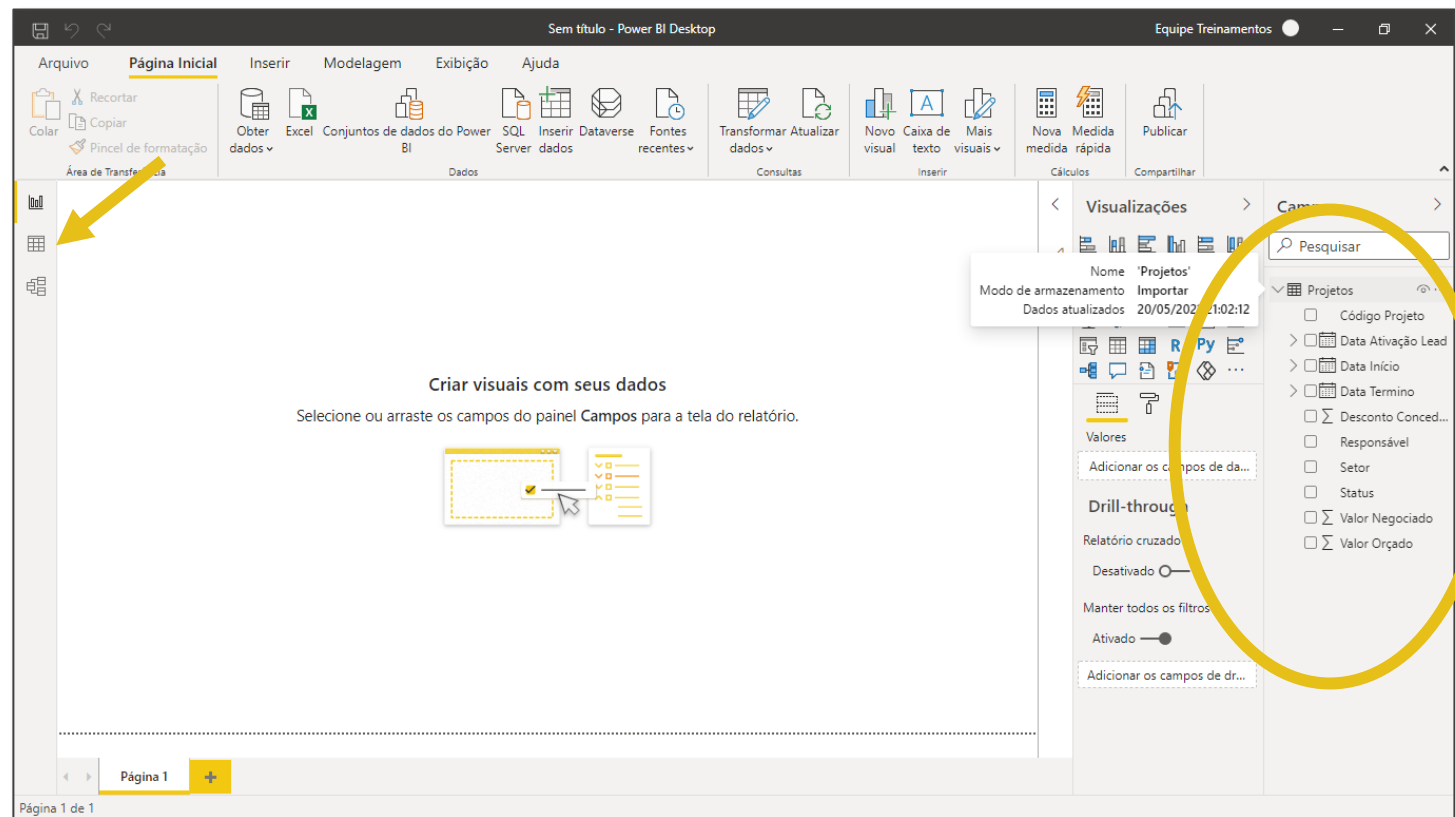 Sem título - Power BI Desktop
Equipe Treinamentos
Arquivo Página Inicial Inserir Modelagem Exibição Ajuda
Colar
Recortar
Copiar
Pincel de formatação
Área de
Obter dados
Excel
Conjuntos de dados do Power BI
SQL Server
Inserir dados
Dataverse
Fontes recentes
Dados
Transformar dados
Atualizar
Consultas
Novo visual
Caixa de texto
Mais visuais
Inserir
Nova medida
Medida rápida
Cálculos
Publicar
Compartilhar
Criar visuais com seus dados
Selecione ou arraste os campos do painel Campos para a tela do relatório.
Visualizações
Nome 'Projetos'
Modo de armazenamento Importar
Dados atualizados 21:02:12
R Py
Valores
Adicionar os campos de da...
Drill-through
Relatório cruzado
Desativado
Manter todos os filtros
Ativado
Adicionar os campos de dr...
Pesquisar
Projetos
Código Projeto
Data Ativação Lead
Data Início
Data Termino
Σ Desconto Conced...
Responsável
Setor
Status
Σ Valor Negociado
Σ Valor Orçado
Página 1
+
Página 1 de 1